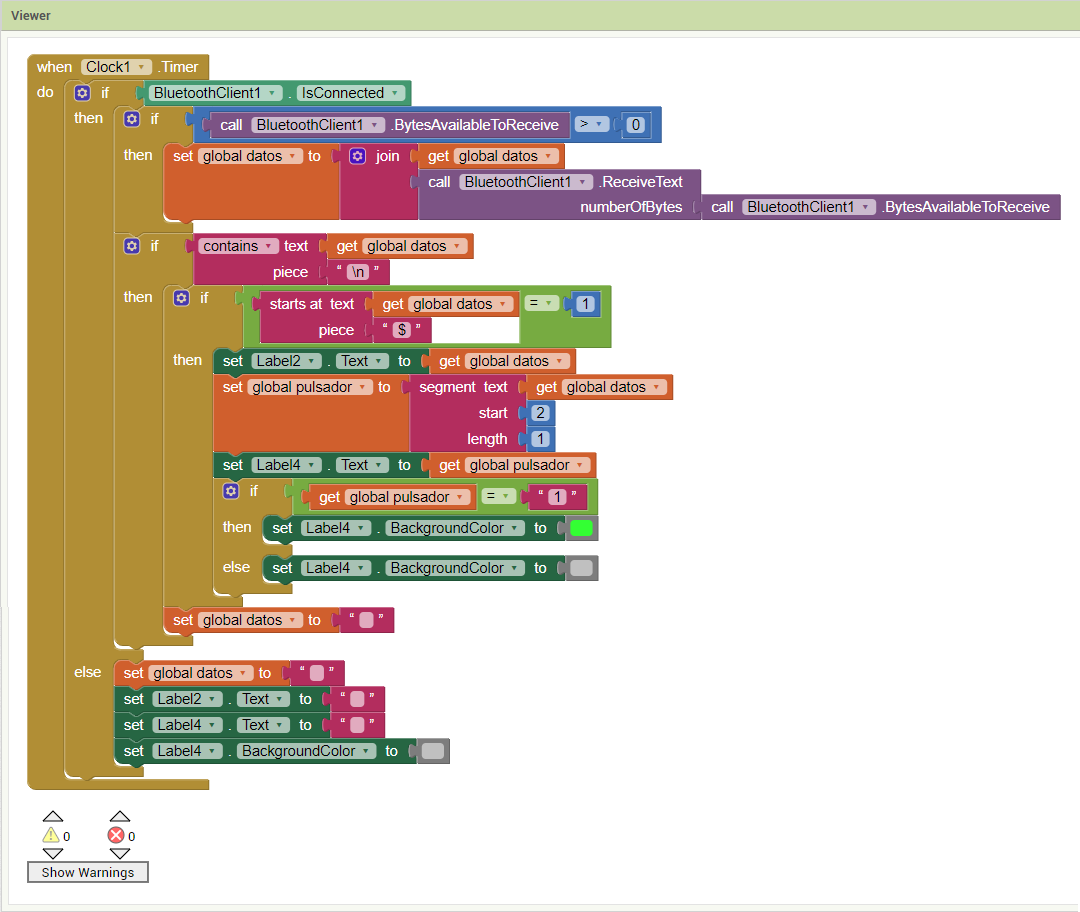 Viewer
when Clock1 .Timer
do if BluetoothClient1 . IsConnected
then if call BluetoothClient1 .BytesAvailableToReceive > 0
then set global datos to join get global datos
call BluetoothClient1 .ReceiveText
numberOfBytes call BluetoothClient1 .BytesAvailableToReceive
if contains text get global datos
piece " \n "
then if starts at text get global datos = 1
piece " $ "
then set Label2 . Text to get global datos
set global pulsador to segment text get global datos
start 2
length 1
set Label4 . Text to get global pulsador
if get global pulsador = " 1 "
then set Label4 . BackgroundColor to
else set Label4 . BackgroundColor to
set global datos to " "
else set global datos to " "
set Label2 . Text to " "
set Label4 . Text to " "
set Label4 . BackgroundColor to
0 0
Show Warnings